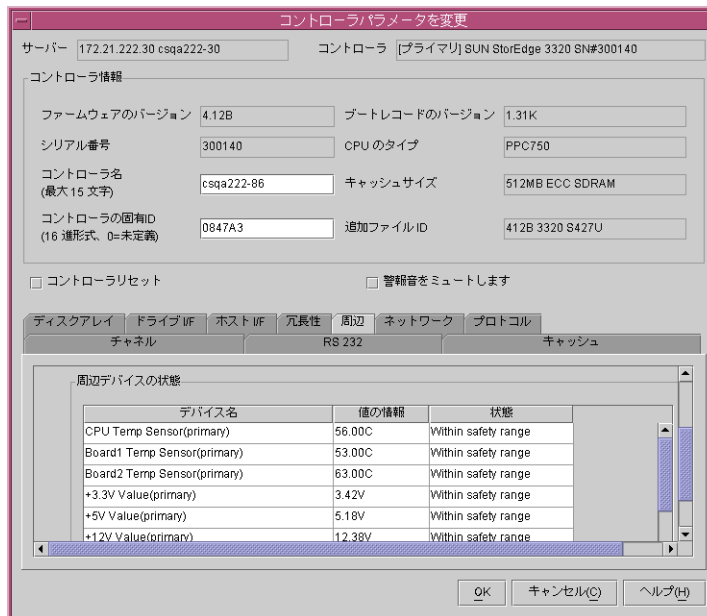 コントローラパラメータを変更
サーバー 172.21.222.30 csqa222-30 コントローラ [プライマリ] SUN StorEdge 3320 SN#300140
コントローラ情報
ファームウェアのバージョン 4.12B ブートレコードのバージョン 1.31K
シリアル番号 300140 CPU のタイプ PPC750
コントローラ名
(最大 15 文字) csqa222-86 キャッシュサイズ 512MB ECC SDRAM
コントローラの固有ID
(16 進形式、0=未定義) 0847A3 追加ファイル ID 412B 3320 S427U
コントローラリセット 警報音をミュートします
ディスクアレイ ドライブ I/F ホスト I/F 冗長性 周辺 ネットワーク プロトコル
チャネル RS 232 キャッシュ
周辺デバイスの状態
デバイス名 値の情報 状態
CPU Temp Sensor(primary) 56.00C Within safety range
Board1 Temp Sensor(primary) 53.00C Within safety range
Board2 Temp Sensor(primary) 63.00C Within safety range
+3.3V Value(primary) 3.42V Within safety range
+5V Value(primary) 5.18V Within safety range
+12V Value(primary) 12.38V Within safety range
OK キャンセル(C) ヘルプ(H)